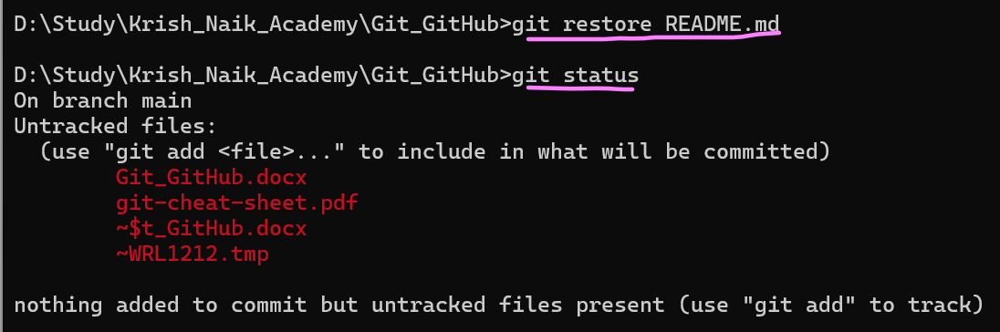 D:\Study\Krish_Naik_Academy\Git_GitHub>git restore README.md
D:\Study\Krish_Naik_Academy\Git_GitHub>git status
On branch main
Untracked files:
  (use "git add <file>..." to include in what will be committed)
        Git_GitHub.docx
        git-cheat-sheet.pdf
        ~$t_GitHub.docx
        ~WRL1212.tmp
nothing added to commit but untracked files present (use "git add" to track)